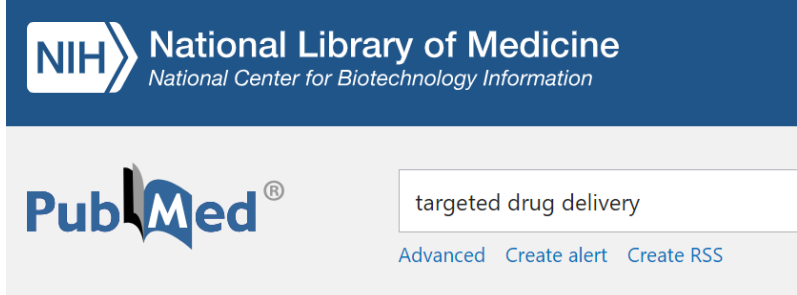 NIH
National Library of Medicine
National Center for Biotechnology Information
PubMed®
targeted drug delivery
Advanced Create alert Create RSS